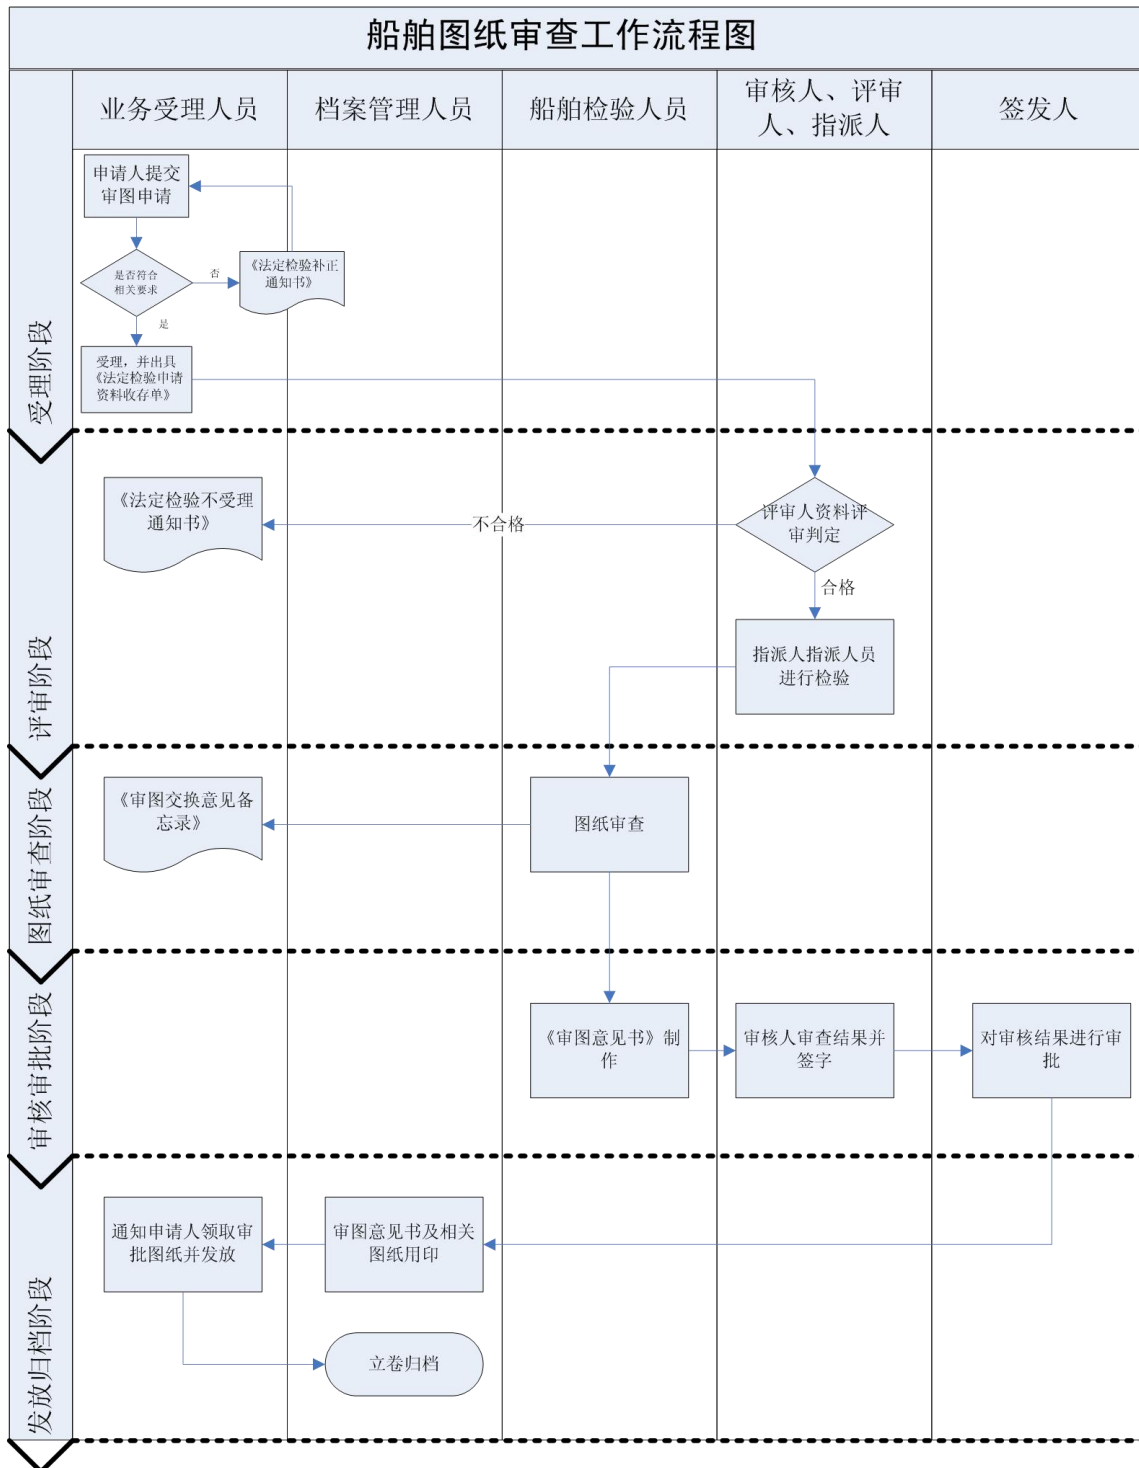 船舶图纸审查工作流程图
业务受理人员
档案管理人员
船舶检验人员
审核人、评审
人、指派人
签发人
受理阶段
申请人提交
审图申请
是否符合
相关要求
否
《法定检验补正
通知书》
是
受理，并出具
《法定检验申请
资料收存单》
评审阶段
《法定检验不受理
通知书》
不合格
评审人资料评
审判定
合格
指派人指派人员
进行检验
图纸审查阶段
《审图交换意见备
忘录》
图纸审查
审核审批阶段
《审图意见书》制
作
审核人审查结果并
签字
对审核结果进行审
批
发放归档阶段
通知申请人领取审
批图纸并发放
审图意见书及相关
图纸用印
立卷归档